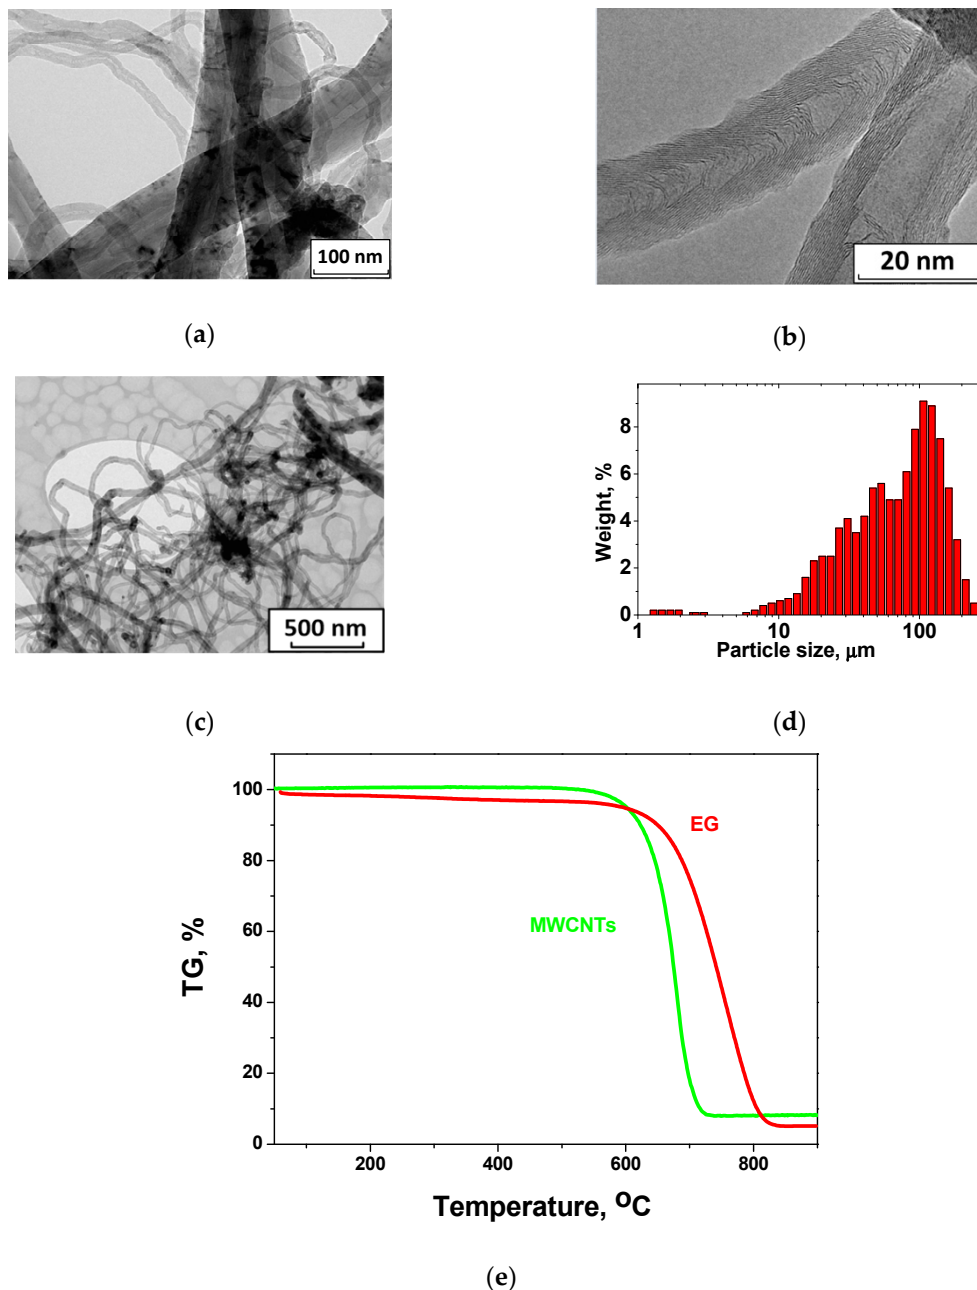 100 nm
20 nm
(a)
(b)
500 nm
8
6
4
2
0
Weight, %
1
10
100
Particle size, µm
(c)
(d)
100
80
60
40
20
0
TG, %
EG
MWCNTs
200
400
600
800
Temperature, ºC
(e)